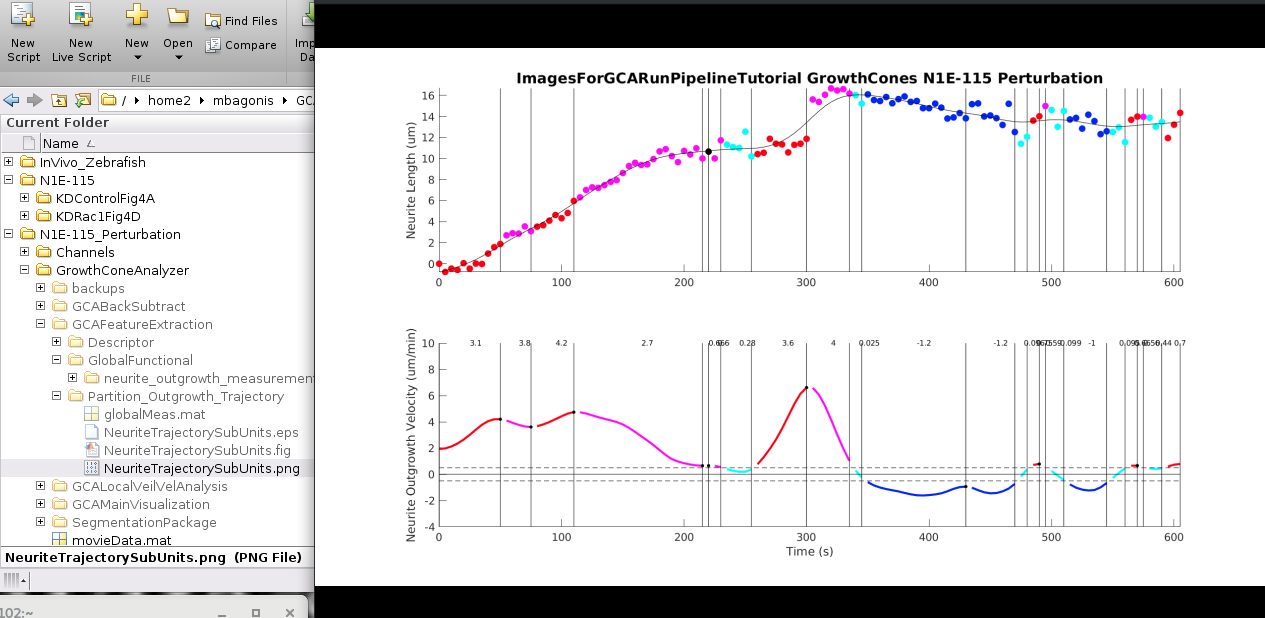 New Script
New Live Script
New
Open
Find Files
Compare
FILE
/ home2 mbagonis
Current Folder
Name
InVivo_Zebrafish
N1E-115
KDControlFig4A
KDRac1Fig4D
N1E-115_Perturbation
Channels
GrowthConeAnalyzer
backups
GCABackSubtract
GCAFeatureExtraction
Descriptor
GlobalFunctional
neurite_outgrowth_measuremen
Partition_Outgrowth_Trajectory
globalMeas.mat
NeuriteTrajectorySubUnits.eps
NeuriteTrajectorySubUnits.fig
NeuriteTrajectorySubUnits.png
GCALocalVeilVelAnalysis
GCAMainVisualization
SegmentationPackage
movieData.mat
NeuriteTrajectorySubUnits.png (PNG File)
102:~
ImagesForGCARunPipelineTutorial GrowthCones N1E-115 Perturbation
Neurite Length (um)
16
14
12
10
8
6
4
2
0
0 100 200 300 400 500 600
Neurite Outgrowth Velocity (um/min)
3.1 3.8 4.2 2.7 0.28 3.6 4 0.025 -1.2 -1.2 -1 0.7
10
8
6
4
2
0
-2
-4
0 100 200 300 400 500 600
Time (s)